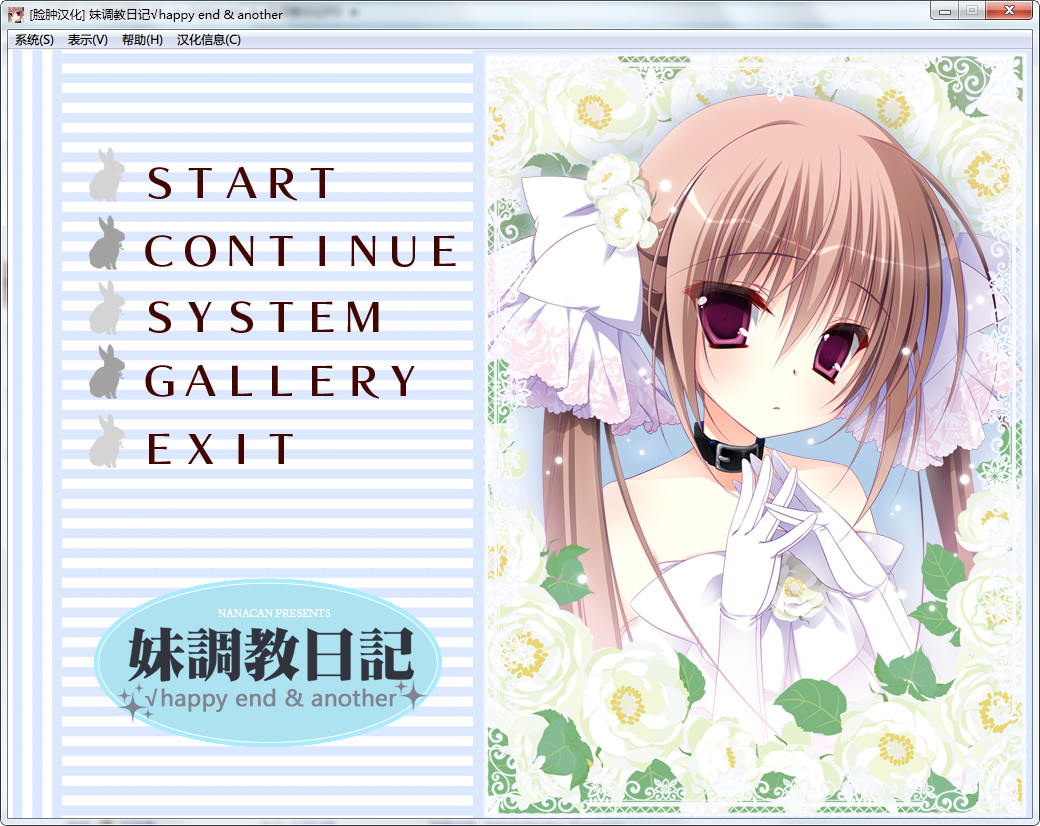 [脸肿汉化] 妹调教日记√happy end & another
系统(S) 表示(V) 帮助(H) 汉化信息(C)
START
CONTINUE
SYSTEM
GALLERY
EXIT
NANACAN PRESENTS
妹調教日記
√happy end & another